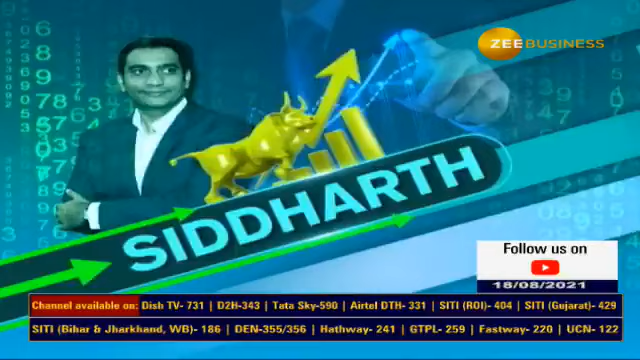 ZEEBUSINESS
SIDDHARTH
Follow us on
18/08/2021
Channel available on: Dish TV- 731 | D2H-343 | Tata Sky-590 | Airtel DTH- 331 | SITI (ROI)- 404 | SITI (Gujarat)- 429
SITI (Bihar & Jharkhand, WB)- 186 | DEN-355/356 | Hathway- 241 | GTPL- 259 | Fastway- 220 | UCN- 122